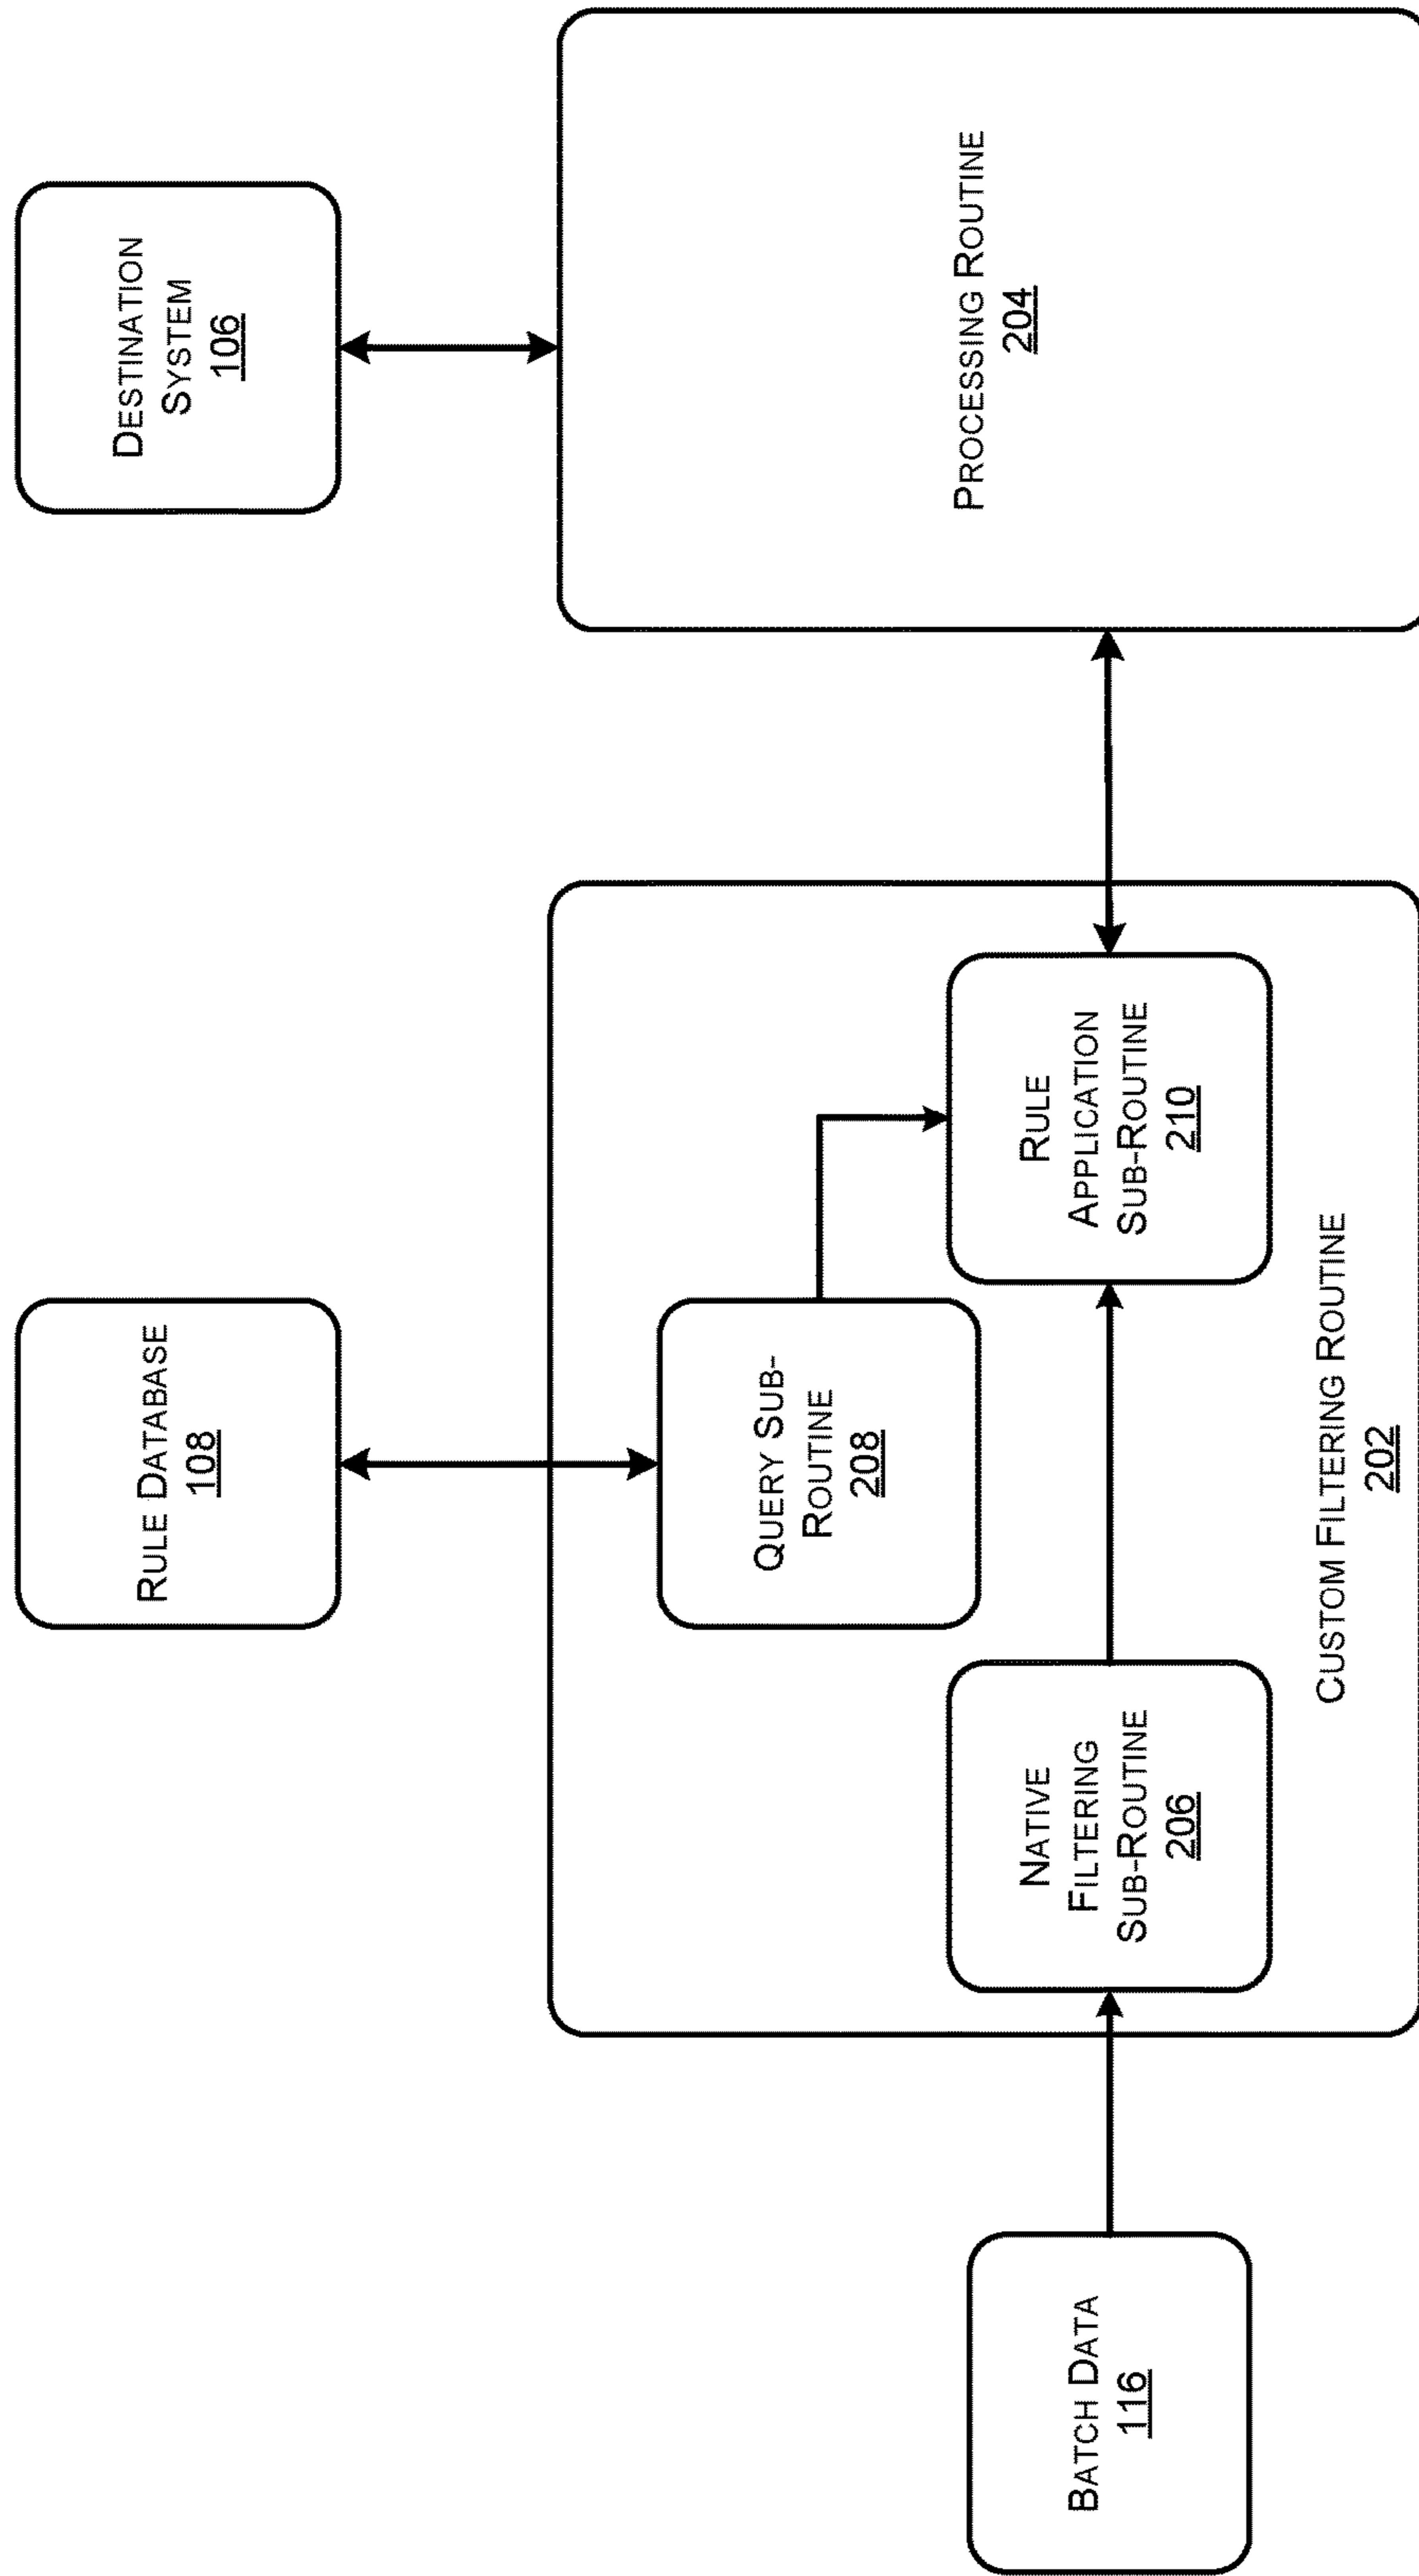 RULE DATABASE
108
DESTINATION
SYSTEM
106
QUERY SUB-
ROUTINE
208
BATCH DATA
116
NATIVE
FILTERING
SUB-ROUTINE
206
RULE
APPLICATION
SUB-ROUTINE
210
CUSTOM FILTERING ROUTINE
202
PROCESSING ROUTINE
204